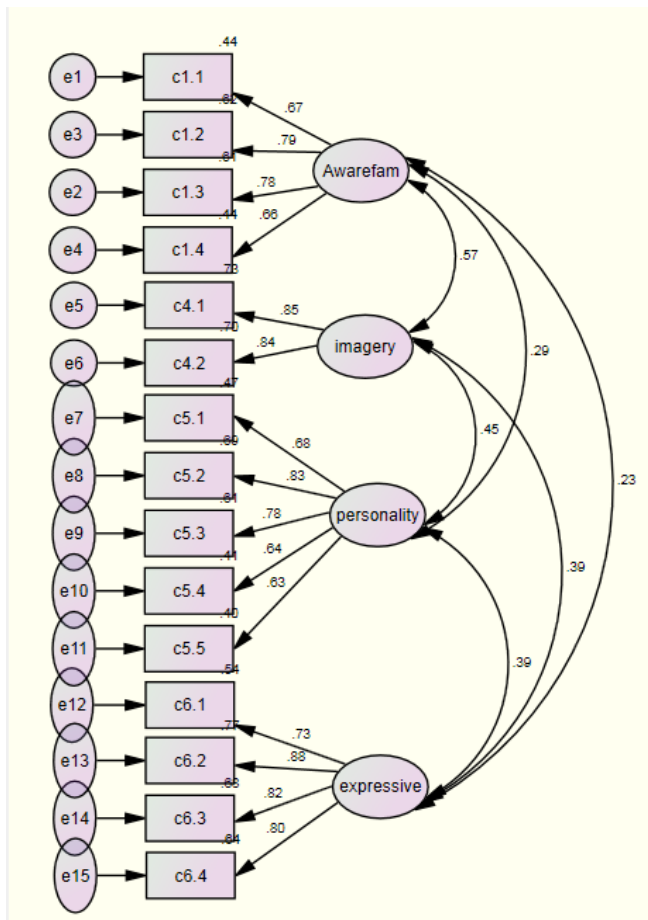 .44
e1
c1.1
.62
.67
e3
c1.2
.79
.61
e2
c1.3
.78
Awarefam
.44
.66
e4
c1.4
.73
.57
e5
c4.1
.85
.70
imagery
e6
c4.2
.84
.29
.47
e7
c5.1
.68
.45
.69
e8
c5.2
.83
.23
.61
personality
e9
c5.3
.78
.41
.64
.39
e10
c5.4
.63
.40
e11
c5.5
.39
.54
e12
c6.1
.73
.77
e13
c6.2
.88
.68
expressive
e14
c6.3
.82
.64
.80
e15
c6.4